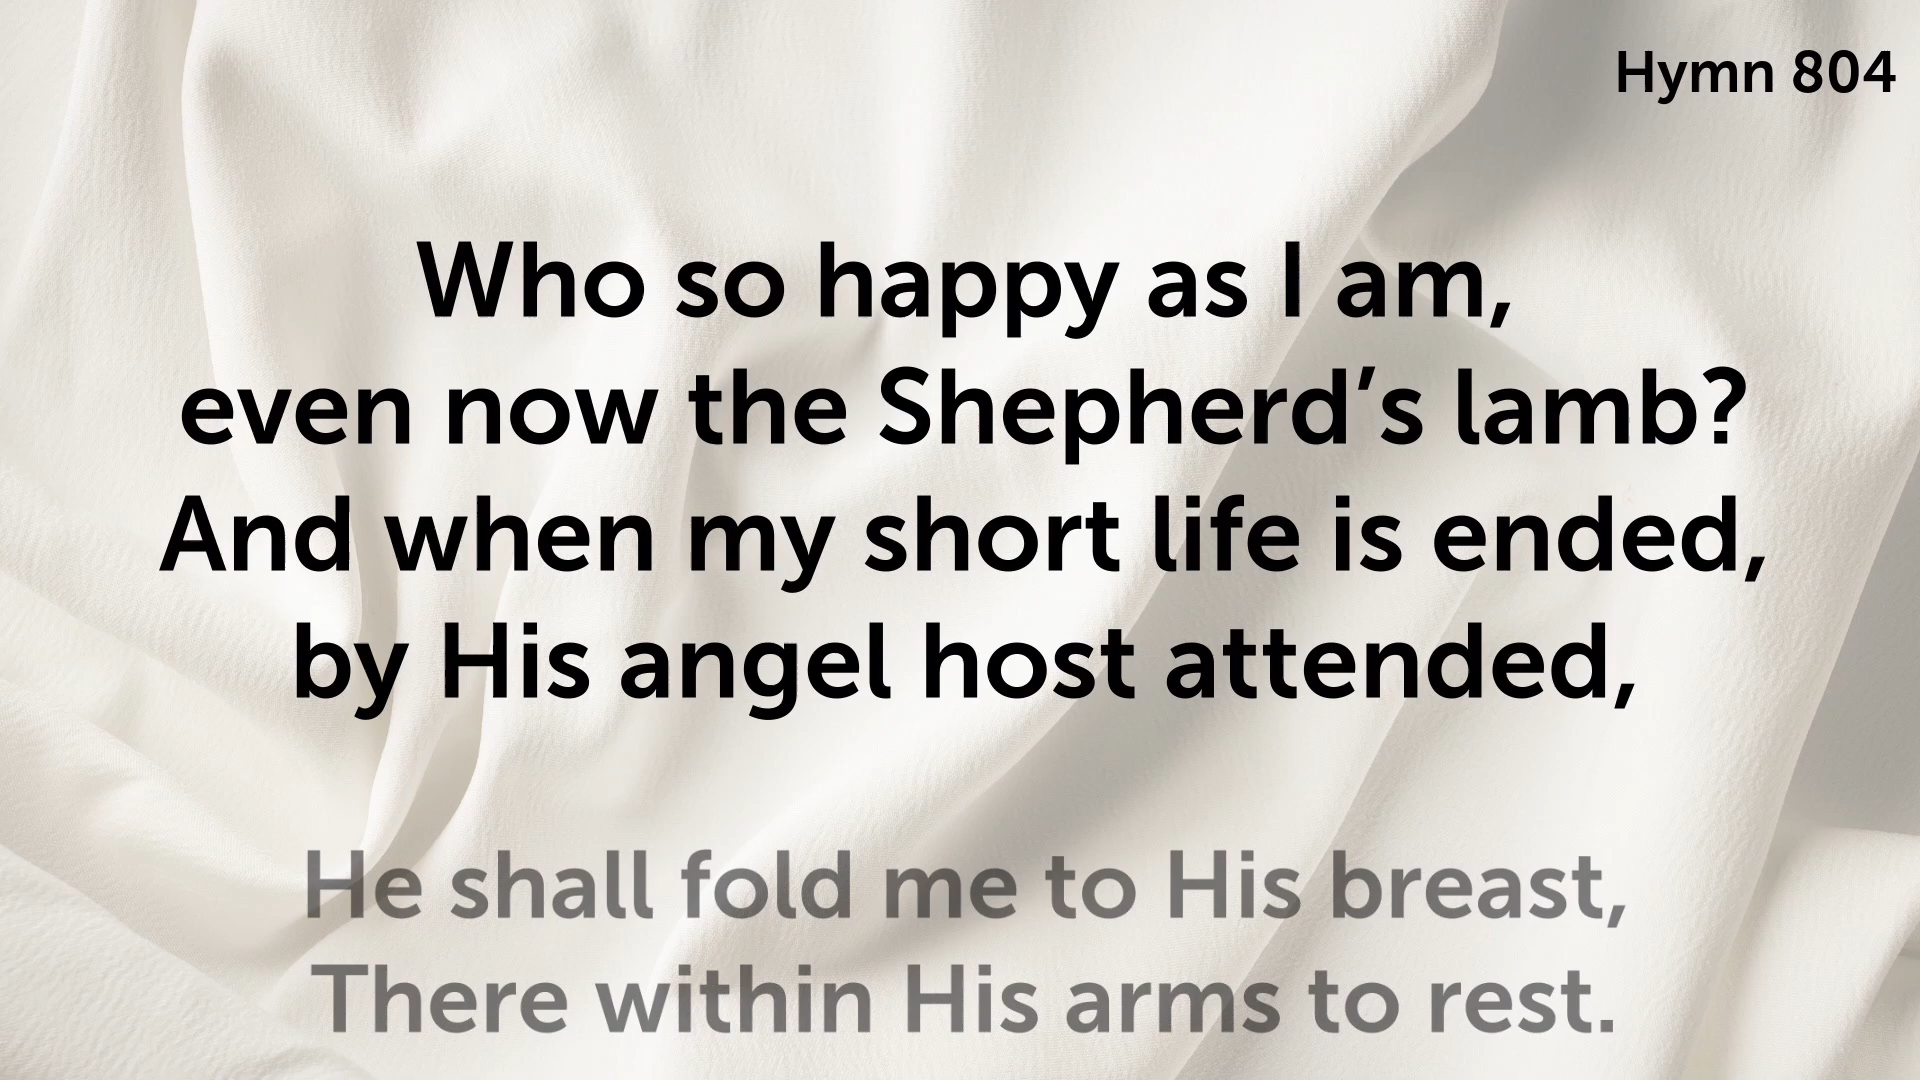 Hymn 804
Who so happy as I am,
even now the Shepherd’s lamb?
And when my short life is ended,
by His angel host attended,
He shall fold me to His breast,
There within His arms to rest.